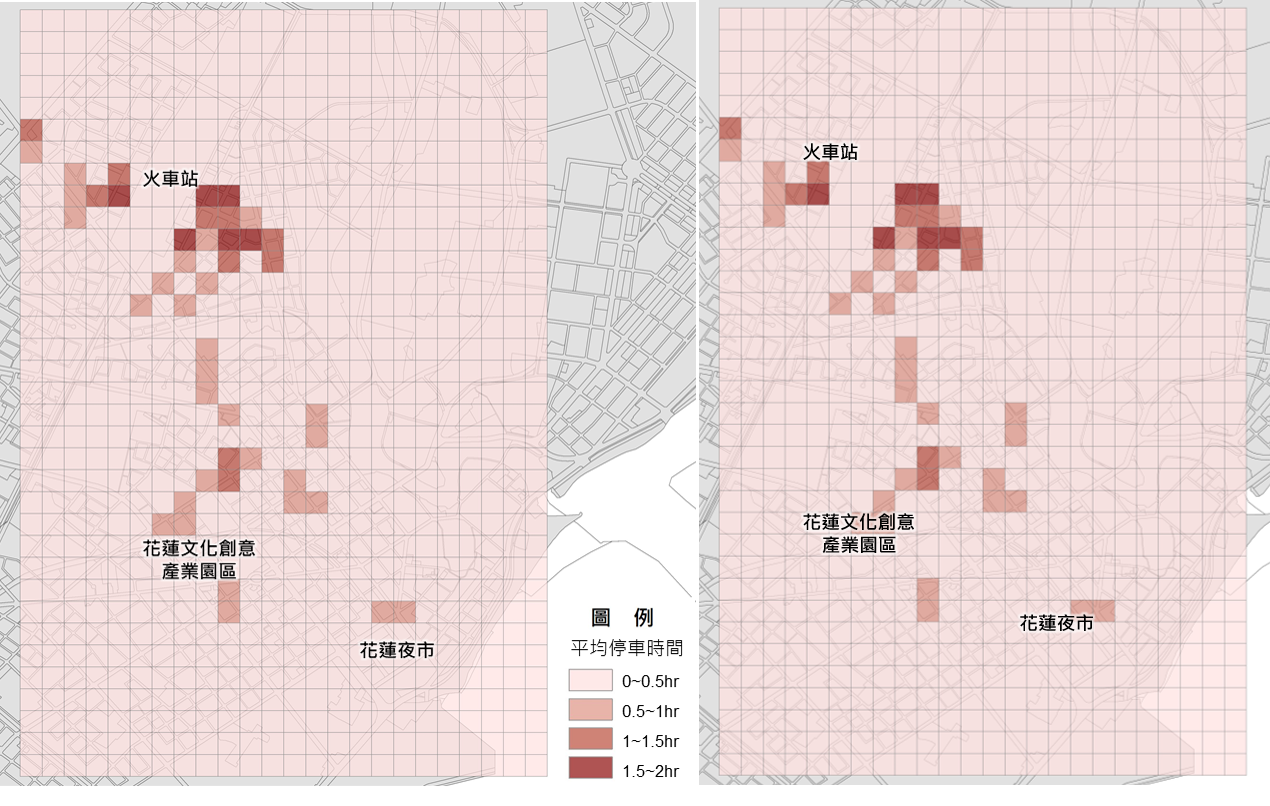 火車站
花蓮文化創意
產業園區
花蓮夜市
圖 例
平均停車時間
0~0.5hr
0.5~1hr
1~1.5hr
1.5~2hr
火車站
花蓮文化創意
產業園區
花蓮夜市